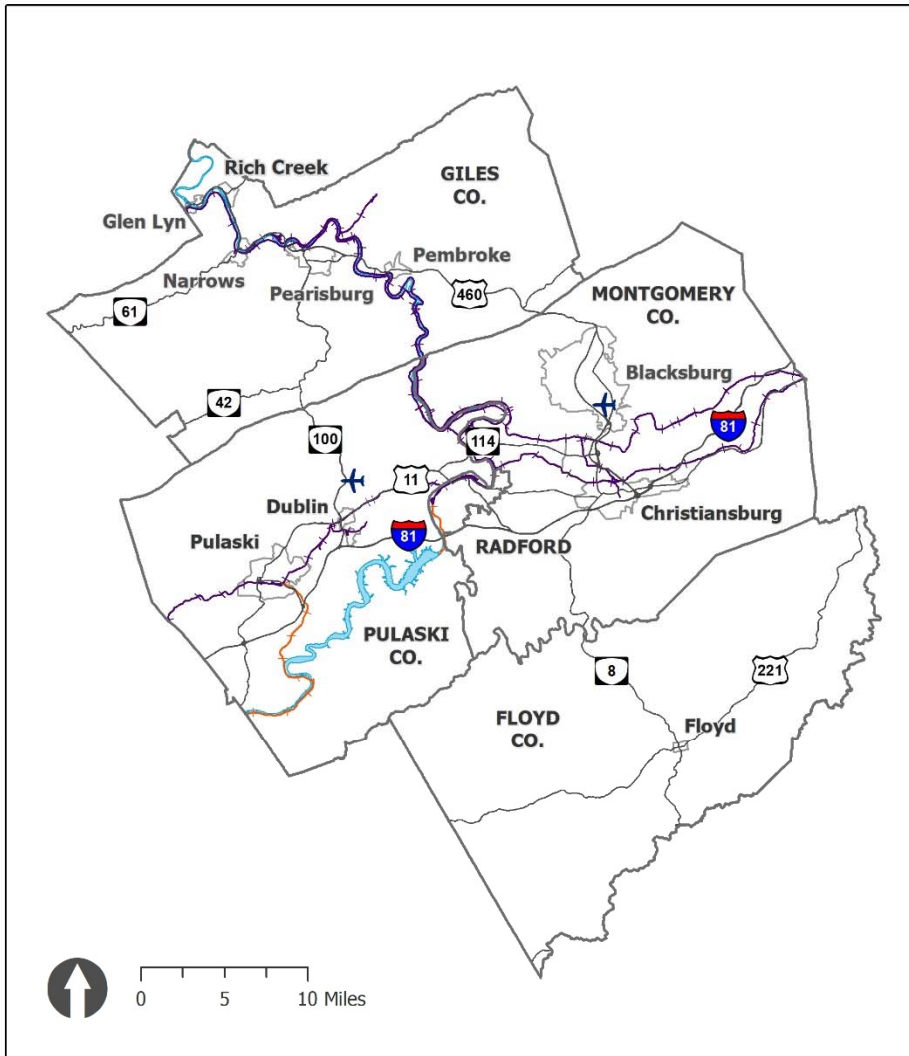 Rich Creek
GILES
CO.
Glen Lyn
Pembroke
Narrows
Pearisburg
460
MONTGOMERY
CO.
61
Blacksburg
42
81
100
114
11
Dublin
Christiansburg
Pulaski
81
RADFORD
PULASKI
CO.
8
221
FLOYD
CO.
Floyd
0 5 10 Miles